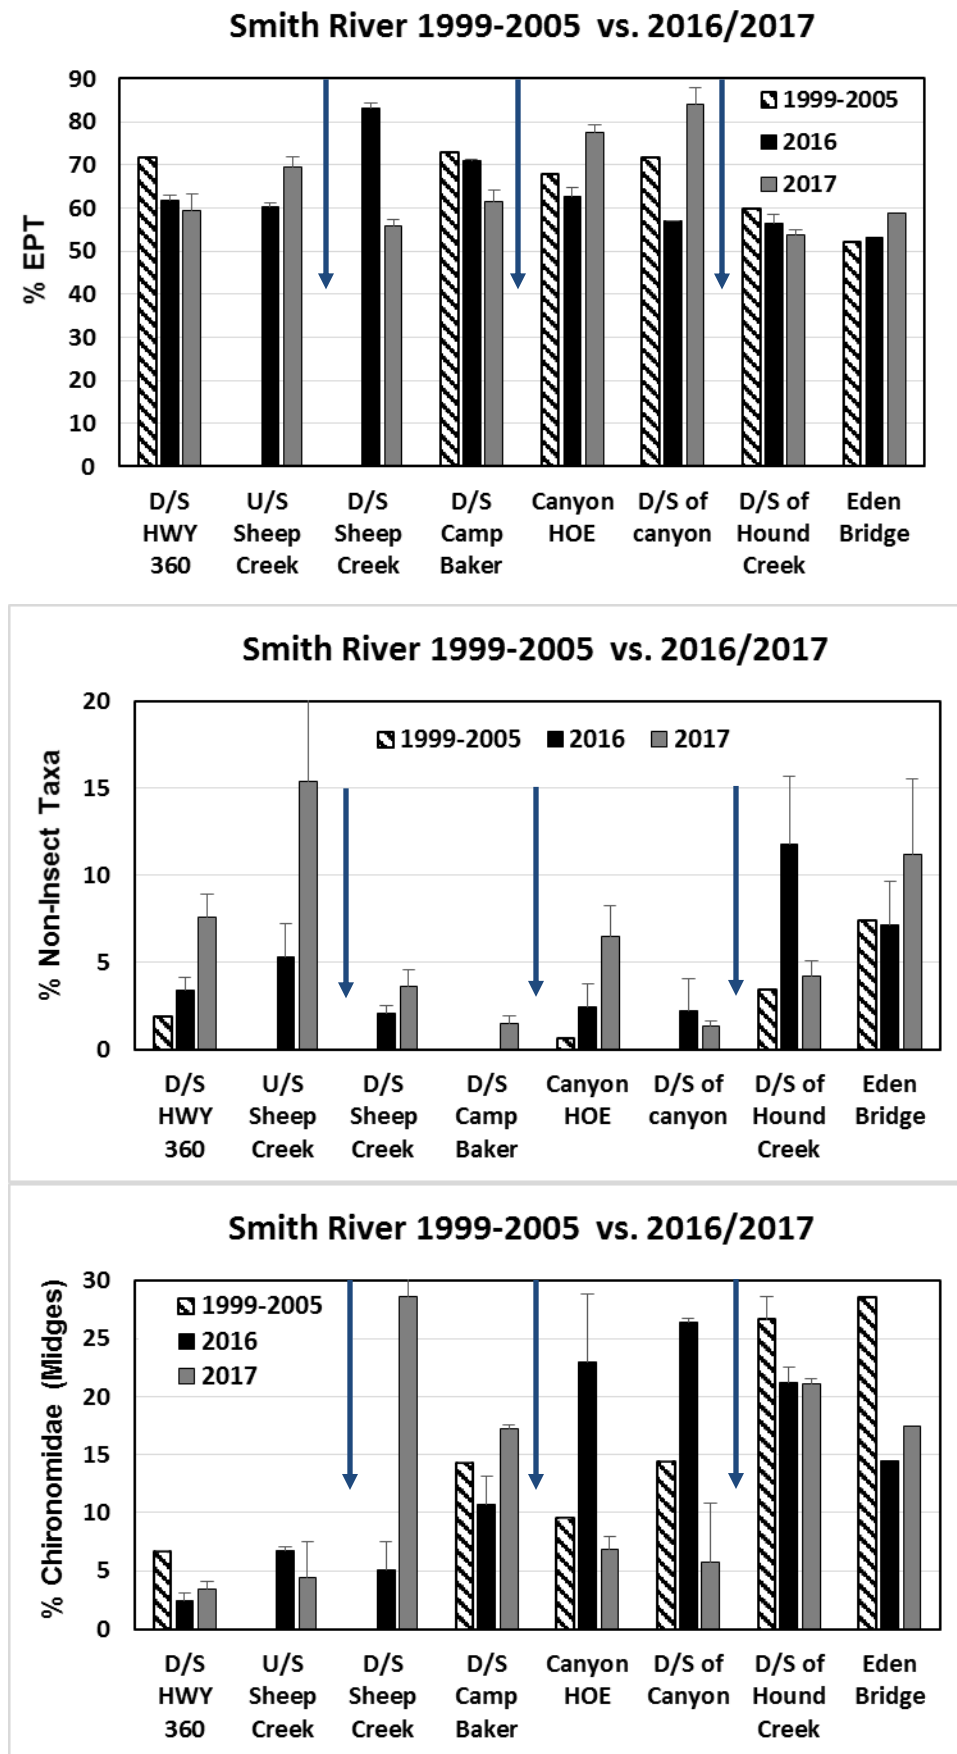 Smith River 1999-2005 vs. 2016/2017
% EPT
90
80
70
60
50
40
30
20
10
0
1999-2005
2016
2017
D/S HWY 360
U/S Sheep Creek
D/S Sheep Creek
D/S Camp Baker
Canyon HOE
D/S of canyon
D/S of Hound Creek
Eden Bridge
Smith River 1999-2005 vs. 2016/2017
% Non-Insect Taxa
20
15
10
5
0
1999-2005
2016
2017
D/S HWY 360
U/S Sheep Creek
D/S Sheep Creek
D/S Camp Baker
Canyon HOE
D/S of canyon
D/S of Hound Creek
Eden Bridge
Smith River 1999-2005 vs. 2016/2017
% Chironomidae (Midges)
30
25
20
15
10
5
0
1999-2005
2016
2017
D/S HWY 360
U/S Sheep Creek
D/S Sheep Creek
D/S Camp Baker
Canyon HOE
D/S of Canyon
D/S of Hound Creek
Eden Bridge